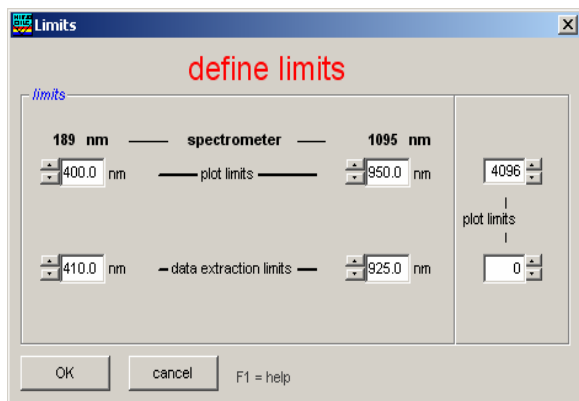 Limits
define limits
limits
189 nm spectrometer 1095 nm
400.0 nm plot limits 950.0 nm 4096
plot limits
410.0 nm data extraction limits 925.0 nm 0
OK cancel F1 = help